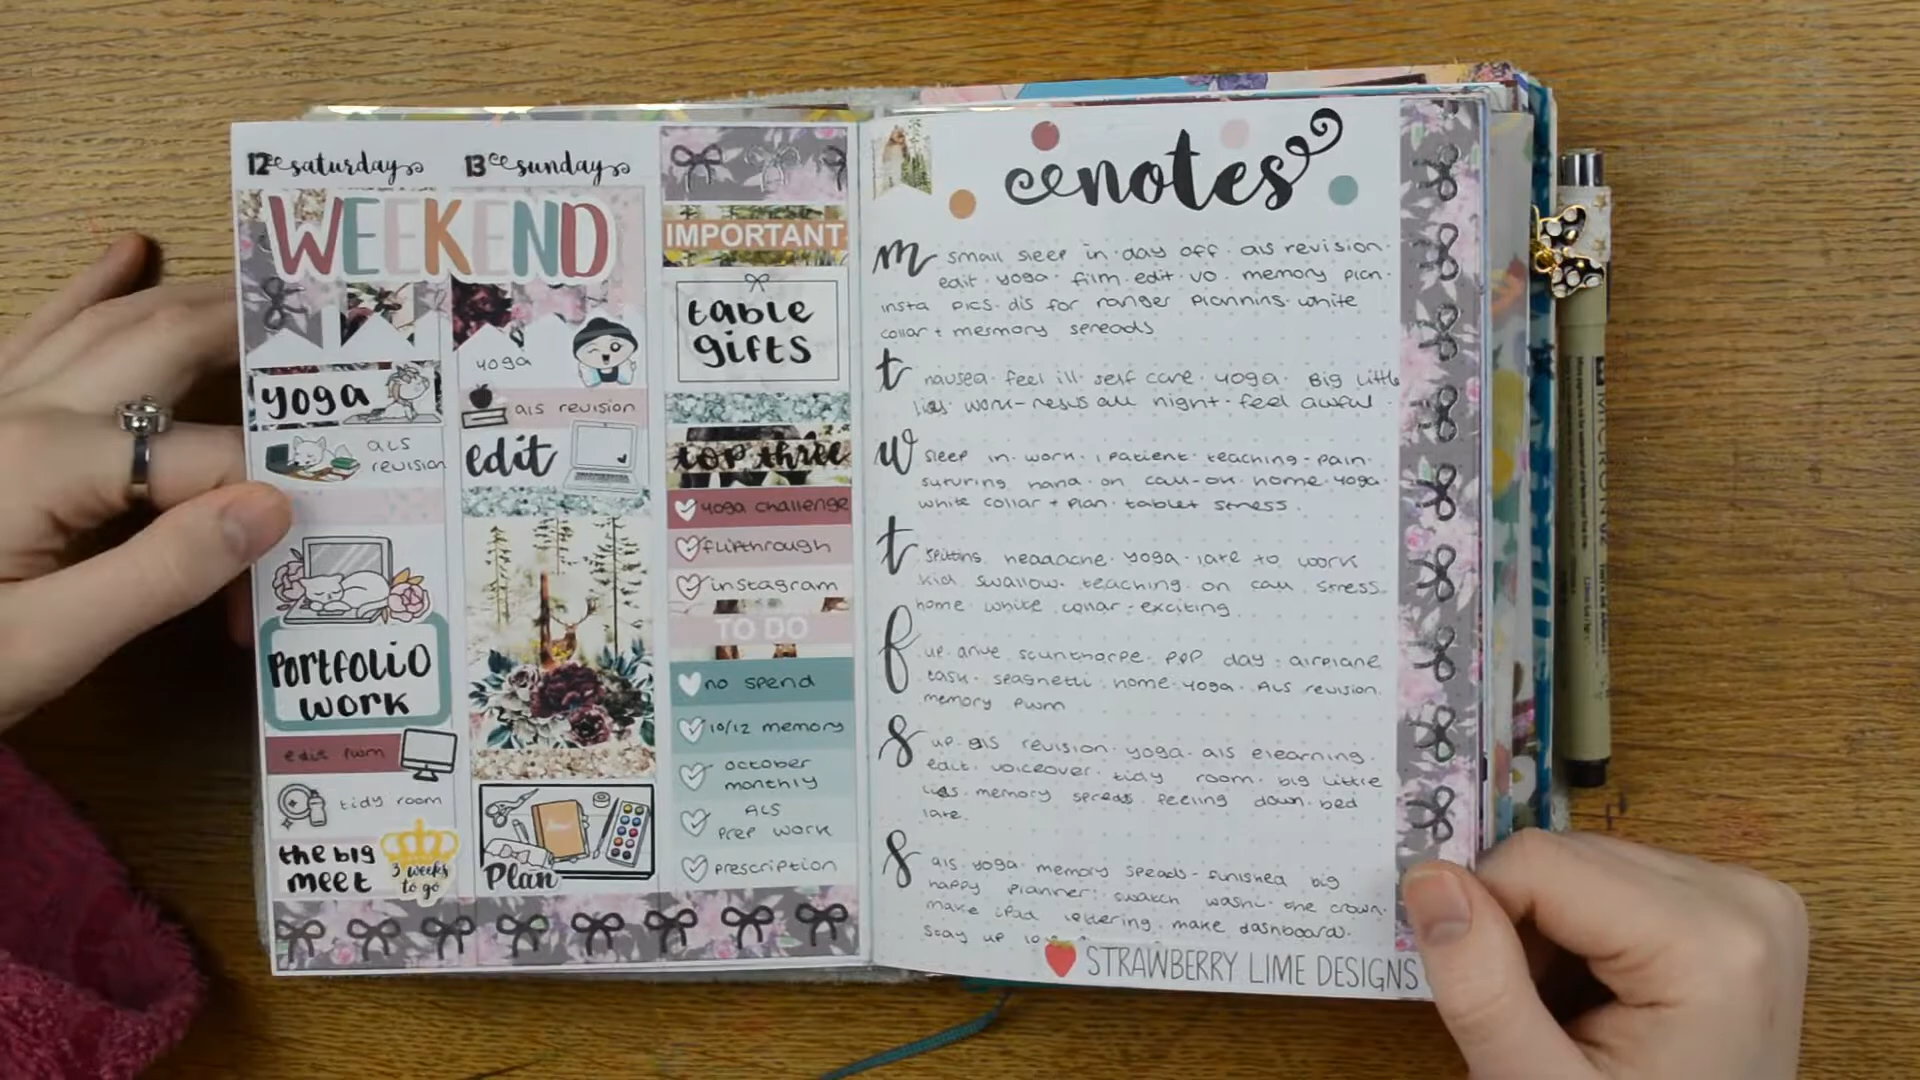 12 saturday
WEEKEND
yoga
als
revision
Portfolio
work
edit pwm
tidy room
the big
meet
3 weeks
to go
13 sunday
yoga
als revision
edit
Plan
IMPORTANT
table
gifts
top three
yoga challenge
flipthrough
instagram
TO DO
no spend
10/12 memory
october
monthly
ALS
prep work
prescription
notes
m small sleep in day off. als revision.
edit. yoga. film. edit. vo. memory plan.
insta pics. dis for ranger planning. white
collar + mesmory spreads
t nausea. feel ill. self care. yoga. Big Little
lies. work - resus all night. feel awful.
w sleep in. work. 1 patient. teaching - pain.
suturing hand. on call - ok. home. yoga.
white collar + plan. tablet stress.
t headache. yoga. late to work
kid swallow. teaching. on call stress.
home. white collar - exciting
f up. drive scunthorpe. PDP day. airplane
task. spaghetti. home. yoga. ALS revision.
memory pwm
s up. als revision. yoga. als elearning.
edit. voiceover. tidy room. big little
lies. memory spreads. feeling down. bed
late.
s als. yoga. memory spreads - finished big
happy planner. swatch washi. the crown.
make ipad lettering. make dashboard.
stay up
STRAWBERRY LIME DESIGNS
MICRON